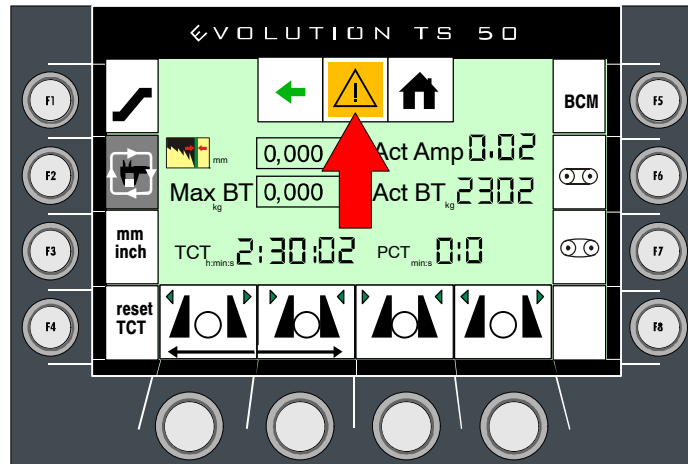 EVOLUTION TS 50
F1
BCM
F5
mm
0,000
Act Amp 0.02
F2
F6
Max BT kg
0,000
Act BT kg 2302
F3
mm
inch
TCT h:min:s 2:30:02
PCT min:s 0:0
F7
F4
reset
TCT
F8